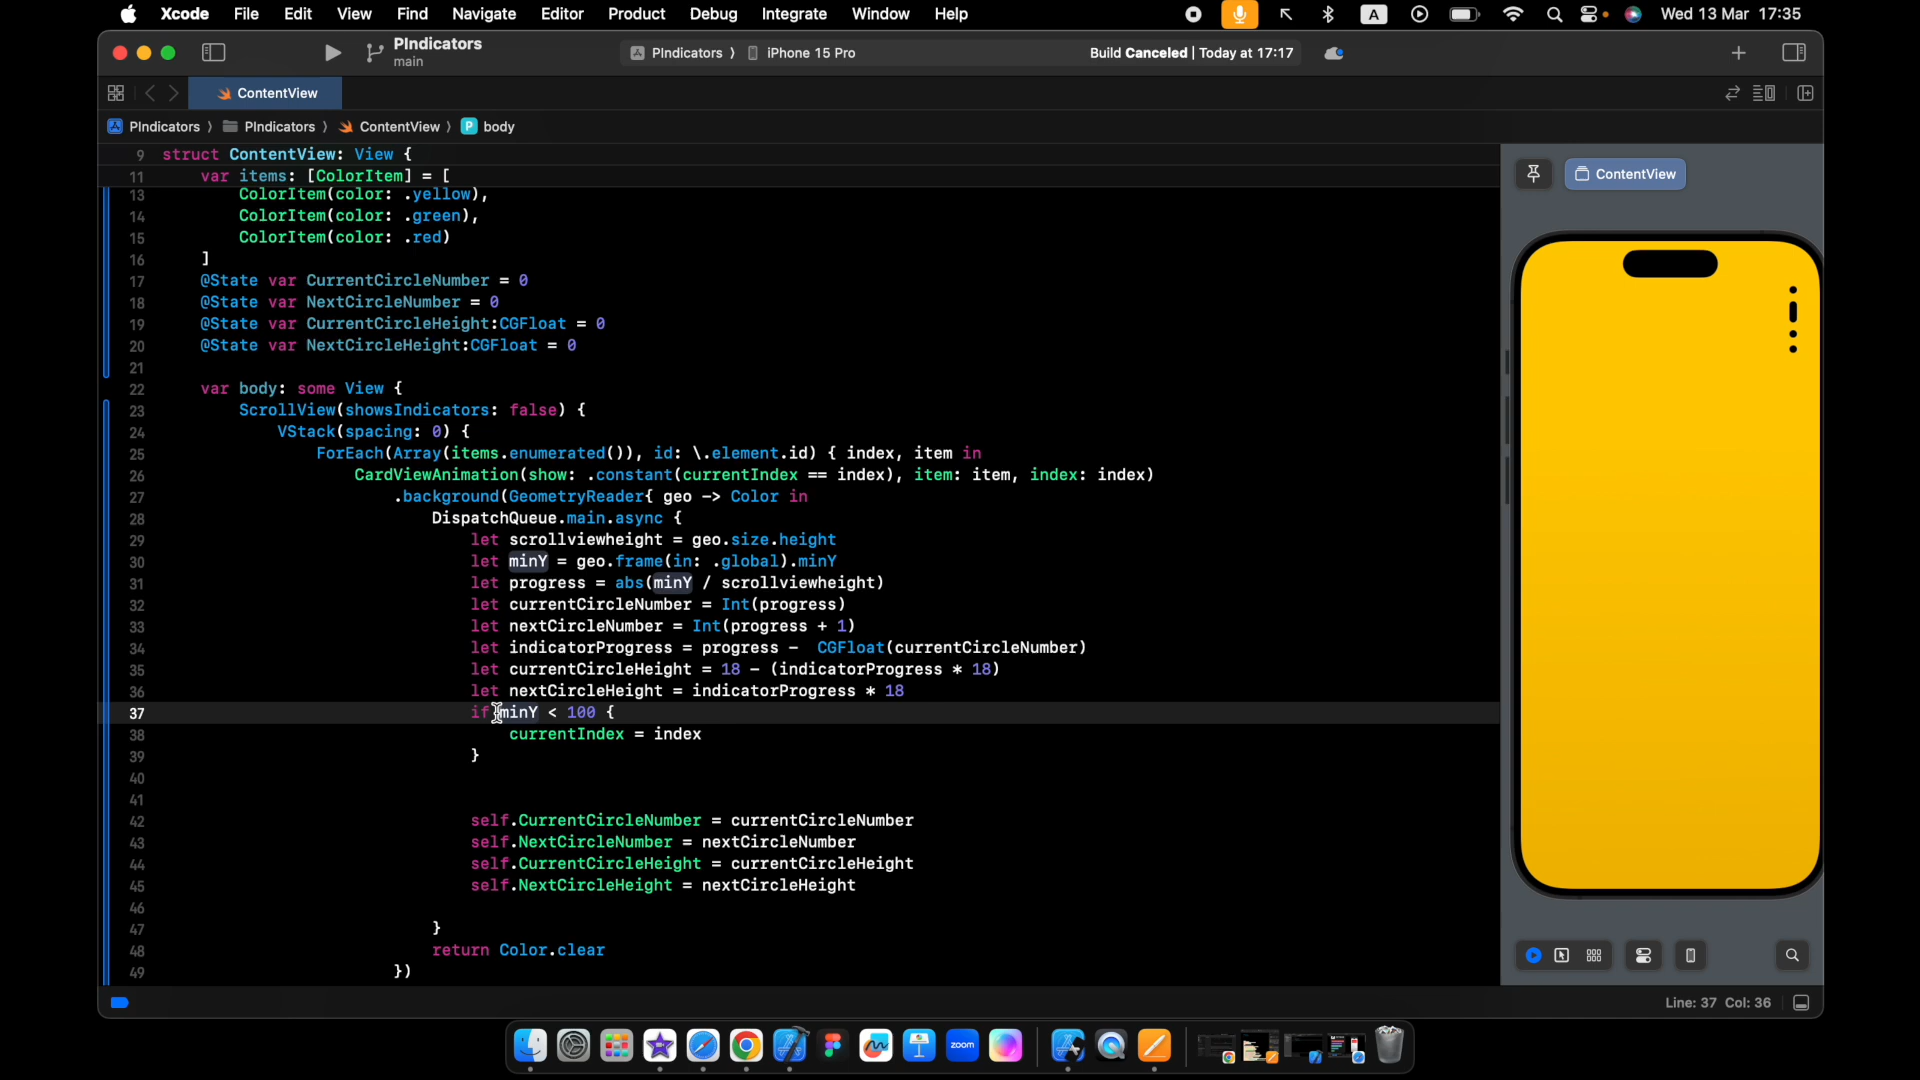 Xcode File Edit View Find Navigate Editor Product Debug Integrate Window Help A Wed 13 Mar 17:35
PIndicators
main
PIndicators 〉 iPhone 15 Pro
Build Canceled | Today at 17:17
ContentView
PIndicators 〉 PIndicators 〉 ContentView 〉 P body
9 struct ContentView: View {
11 var items: [ColorItem] = [
13 ColorItem(color: .yellow),
14 ColorItem(color: .green),
15 ColorItem(color: .red)
16 ]
17 @State var CurrentCircleNumber = 0
18 @State var NextCircleNumber = 0
19 @State var CurrentCircleHeight:CGFloat = 0
20 @State var NextCircleHeight:CGFloat = 0
21
22 var body: some View {
23 ScrollView(showsIndicators: false) {
24 VStack(spacing: 0) {
25 ForEach(Array(items.enumerated()), id: \.element.id) { index, item in
26 CardViewAnimation(show: .constant(currentIndex == index), item: item, index: index)
27 .background(GeometryReader{ geo -> Color in
28 DispatchQueue.main.async {
29 let scrollviewheight = geo.size.height
30 let minY = geo.frame(in: .global).minY
31 let progress = abs(minY / scrollviewheight)
32 let currentCircleNumber = Int(progress)
33 let nextCircleNumber = Int(progress + 1)
34 let indicatorProgress = progress - CGFloat(currentCircleNumber)
35 let currentCircleHeight = 18 - (indicatorProgress * 18)
36 let nextCircleHeight = indicatorProgress * 18
37 if minY < 100 {
38 currentIndex = index
39 }
40
41
42 self.CurrentCircleNumber = currentCircleNumber
43 self.NextCircleNumber = nextCircleNumber
44 self.CurrentCircleHeight = currentCircleHeight
45 self.NextCircleHeight = nextCircleHeight
46
47 }
48 return Color.clear
49 })
ContentView
Line: 37 Col: 36
zoom